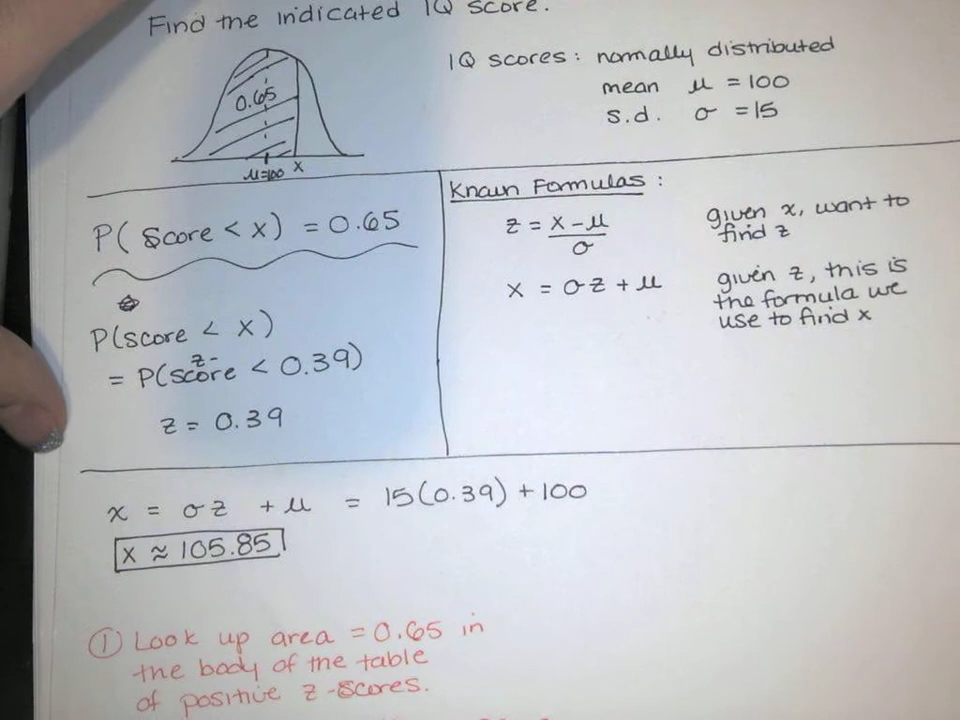 Find the indicated IQ score.
IQ scores: normally distributed
mean μ = 100
s.d. σ = 15
0.65
μ=100 x
P( Score < x) = 0.65
P(score < x)
z-
= P(score < 0.39)
z = 0.39
Known Formulas:
z = x-μ
σ
given x, want to
find z
x = σz + μ
given z, this is
the formula we
use to find x
x = σz + μ = 15(0.39) + 100
x ≈ 105.85
① Look up area = 0.65 in
the body of the table
of positive z-scores.